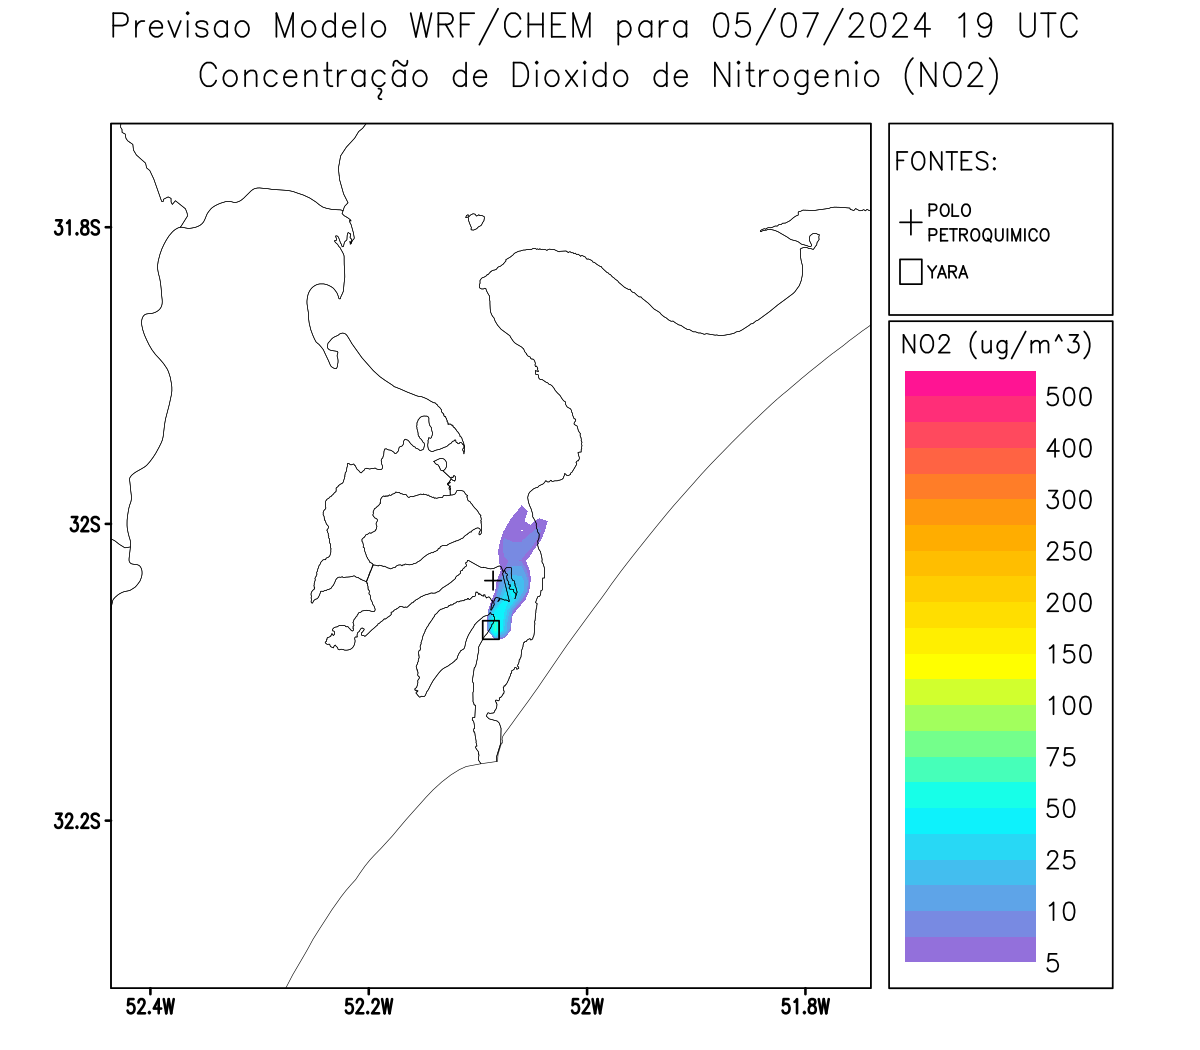 Previsao Modelo WRF/CHEM para 05/07/2024 19 UTC
Concentração de Dioxido de Nitrogenio (NO2)
FONTES:
POLO
PETROQUIMICO
YARA
NO2 (ug/m^3)
500
400
300
250
200
150
100
75
50
25
10
5
31.8S
32S
32.2S
52.4W
52.2W
52W
51.8W